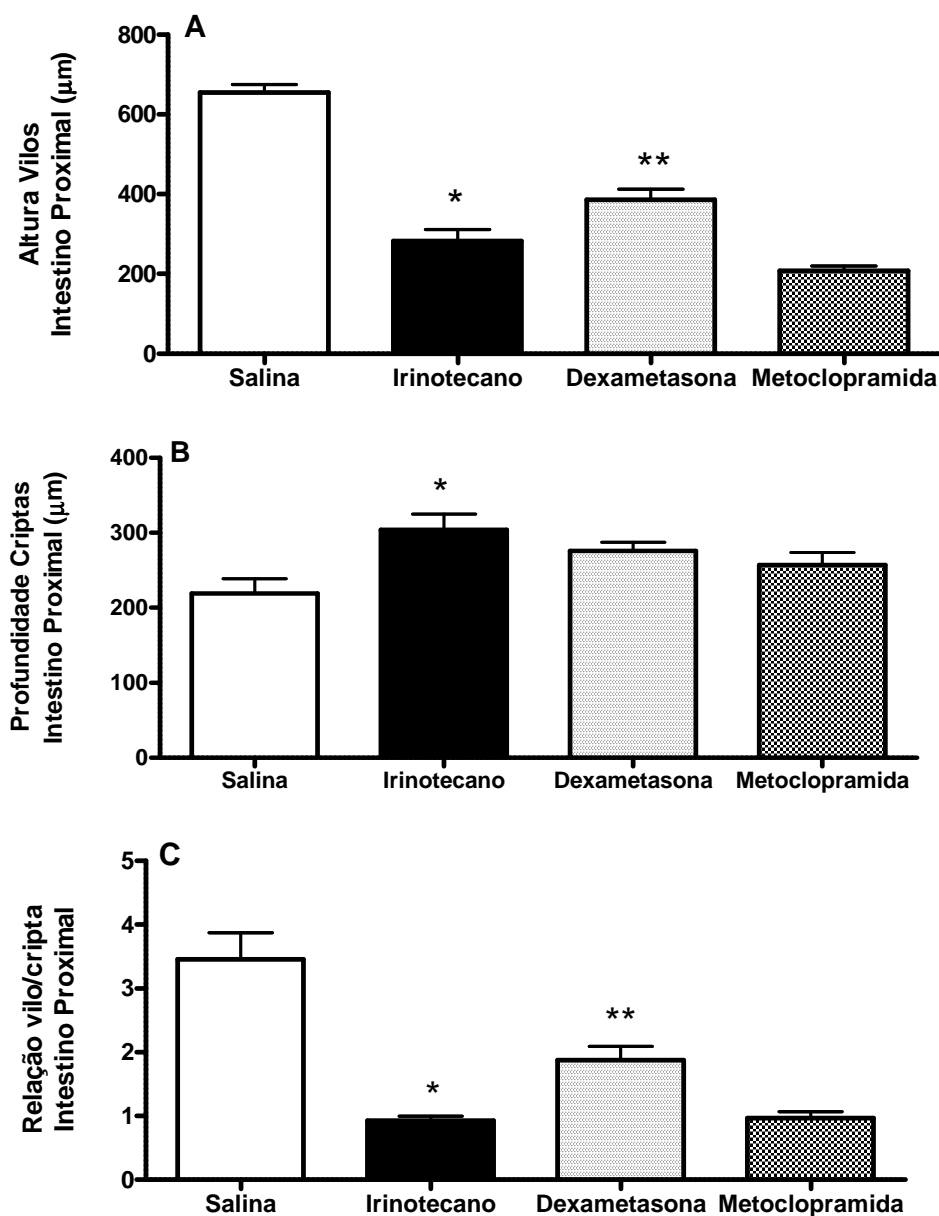 A
Altura Vilos
Intestino Proximal (μm)
800
600
400
200
0
*
**
Salina Irinotecano Dexametasona Metoclopramida
B
Profundidade Criptas
Intestino Proximal (μm)
400
300
200
100
0
*
Salina Irinotecano Dexametasona Metoclopramida
C
Relação vilo/cripta
Intestino Proximal
5
4
3
2
1
0
*
**
Salina Irinotecano Dexametasona Metoclopramida